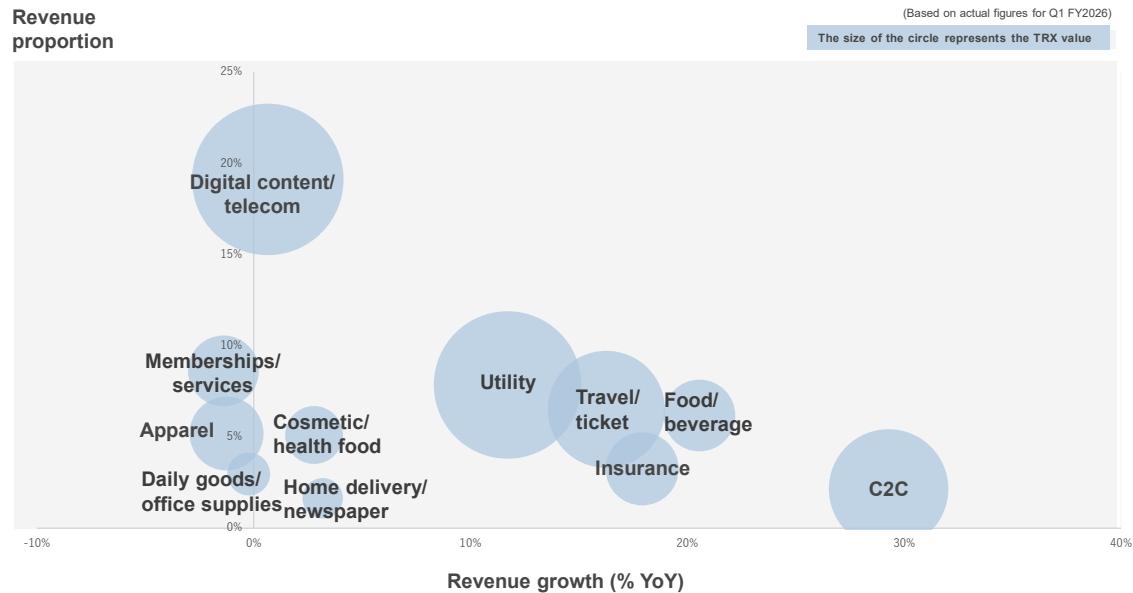 Revenue
proportion
(Based on actual figures for Q1 FY2026)
The size of the circle represents the TRX value
25%
20%
Digital content/
telecom
15%
10%
Memberships/
services
Utility
Travel/
ticket
Food/
beverage
Apparel
5%
Cosmetic/
health food
Insurance
Daily goods/
office supplies
Home delivery/
newspaper
C2C
0%
-10%
0%
10%
20%
30%
40%
Revenue growth (% YoY)